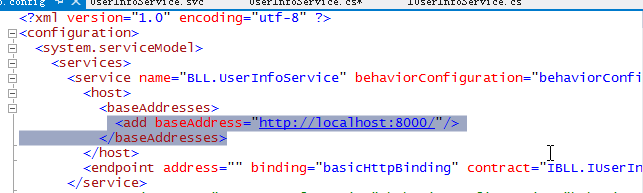 .config
UserInfoService.svc
UserInfoService.cs*
IUserInfoService.cs
<?xml version="1.0" encoding="utf-8" ?>
<configuration>
<system.serviceModel>
<services>
<service name="BLL.UserInfoService" behaviorConfiguration="behaviorConfi
<host>
<baseAddresses>
<add baseAddress="http://localhost:8000/"/>
</baseAddresses>
</host>
<endpoint address="" binding="basicHttpBinding" contract="IBLL.IUserIn
</service>